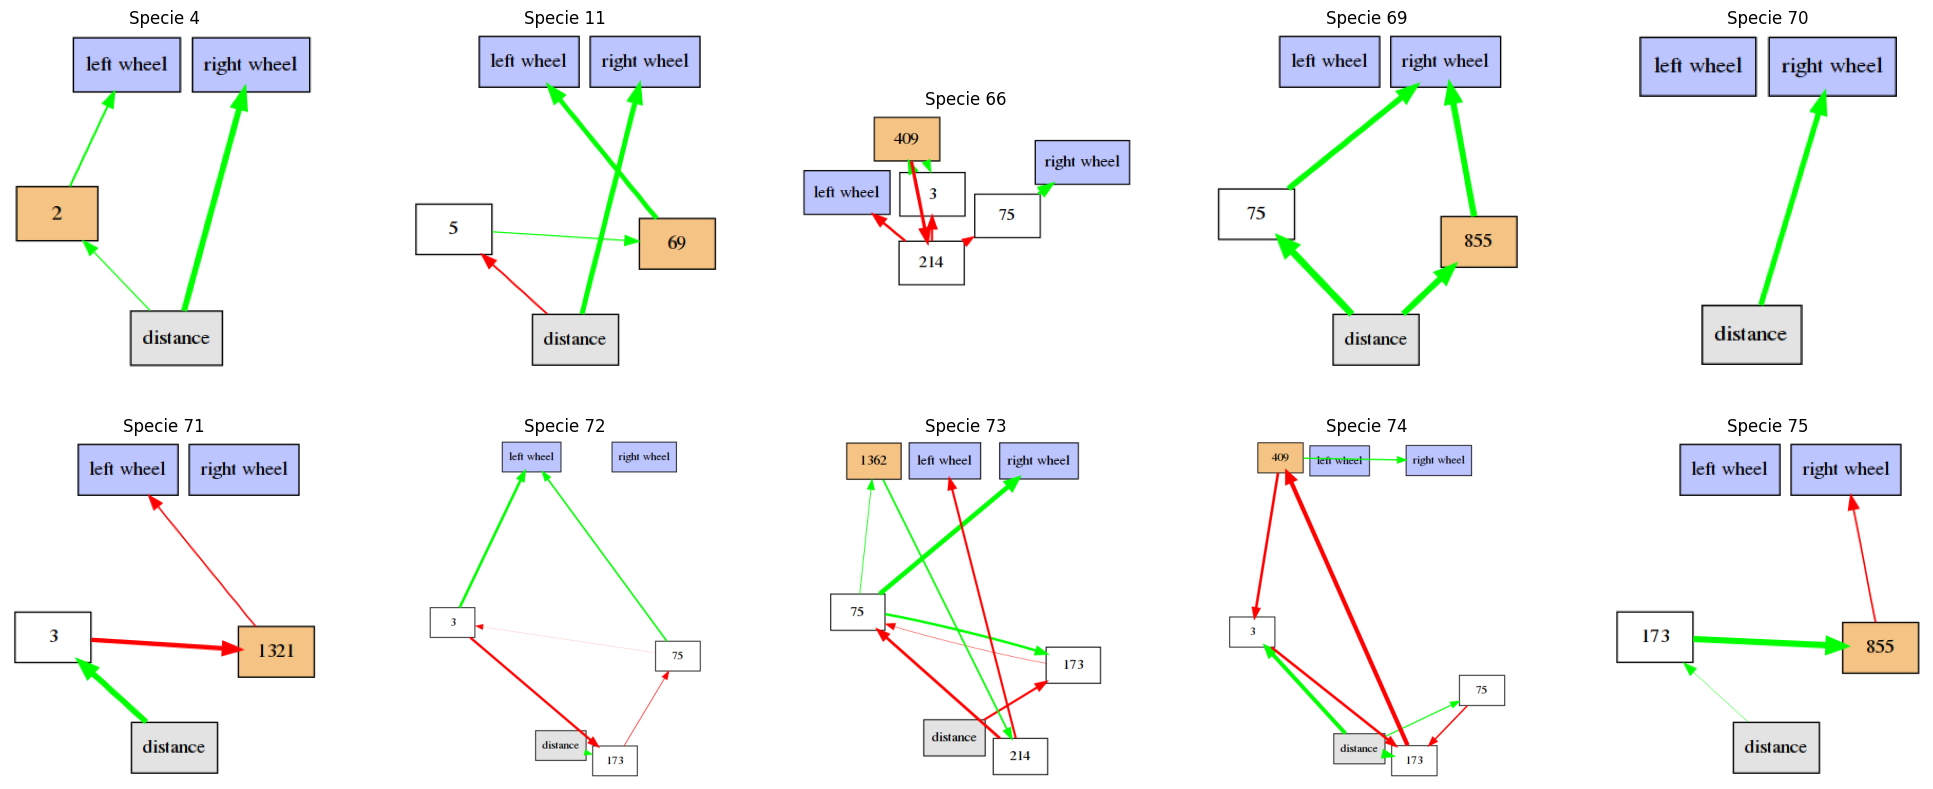 Specie 4
left wheel
right wheel
2
distance
Specie 11
left wheel
right wheel
5
69
distance
Specie 66
409
right wheel
left wheel
3
75
214
Specie 69
left wheel
right wheel
75
855
distance
Specie 70
left wheel
right wheel
distance
Specie 71
left wheel
right wheel
3
1321
distance
Specie 72
left wheel
right wheel
3
75
distance
173
Specie 73
1362
left wheel
right wheel
75
173
distance
214
Specie 74
409
left wheel
right wheel
3
75
distance
173
Specie 75
left wheel
right wheel
173
855
distance